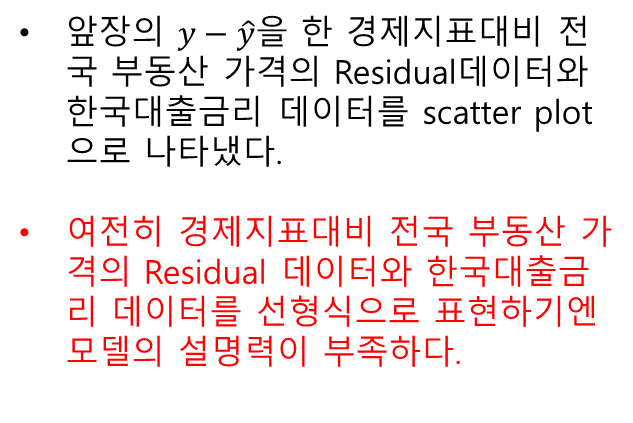 • 앞장의 𝑦 − ŷ을 한 경제지표대비 전
국 부동산 가격의 Residual데이터와
한국대출금리 데이터를 scatter plot
으로 나타냈다.
• 여전히 경제지표대비 전국 부동산 가
격의 Residual 데이터와 한국대출금
리 데이터를 선형식으로 표현하기엔
모델의 설명력이 부족하다.